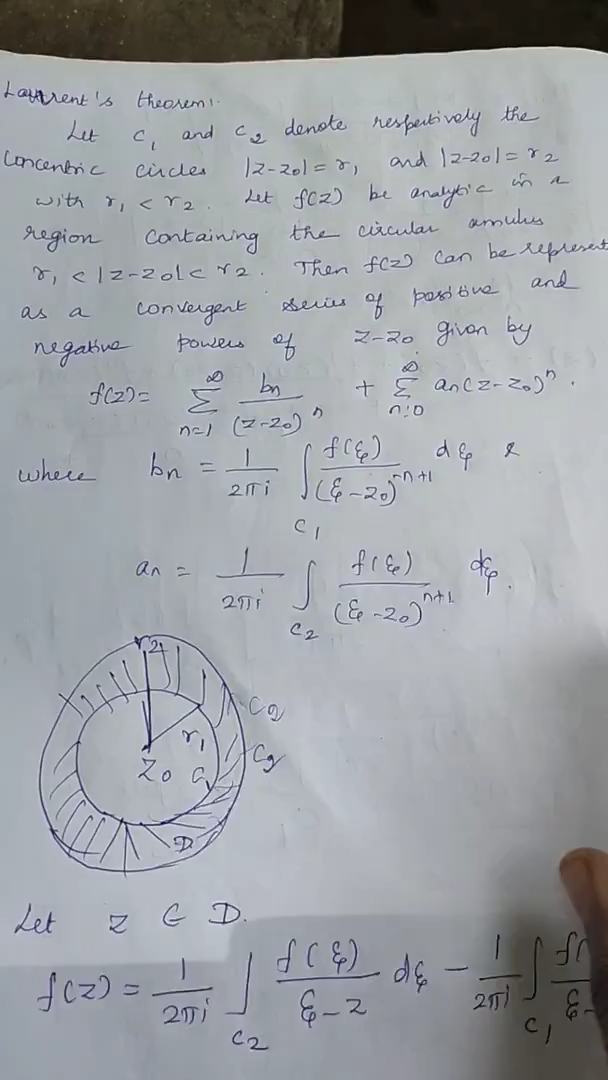 Laurrent's theorem:
Let C₁ and C₂ denote respectively the
Concentric circles |z-z₀| = r₁ and |z-z₀| = r₂
with r₁ < r₂. Let f(z) be analytic in a
region containing the circular annulus
r₁ < |z-z₀| < r₂. Then f(z) can be represent
as a convergent series of positive and
negative powers of z-z₀ given by
f(z) = ∞ Σ n=1 bn/(z-z₀)ⁿ + ∞ Σ n=0 an(z-z₀)ⁿ.
where bn = 1/2πi ∫C₁ f(ξ)/(ξ-z₀)^(-n+1) dξ &
an = 1/2πi ∫C₂ f(ξ)/(ξ-z₀)^(n+1) dξ.
r₂
C₂
r₁
C₂
z₀ C₁
D
Let z ∈ D.
f(z) = 1/2πi ∫C₂ f(ξ)/ξ-z dξ - 1/2πi ∫C₁ f(/ξ-